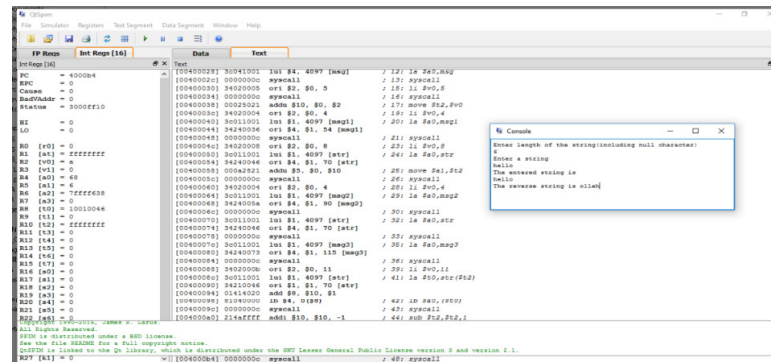 QtSpim
File Simulator Registers Text Segment Data Segment Window Help
FP Regs Int Regs [16] Data Text
Int Regs [16] Text
PC = 4000b4
EPC = 0
Cause = 0
BadVAddr = 0
Status = 3000ff10
HI = 0
LO = 0
R0 [r0] = 0
R1 [at] = ffffffff
R2 [v0] = a
R3 [v1] = 0
R4 [a0] = 68
R5 [a1] = 6
R6 [a2] = 7ffff638
R7 [a3] = 0
R8 [t0] = 10010046
R9 [t1] = 0
R10 [t2] = ffffffff
R11 [t3] = 0
R12 [t4] = 0
R13 [t5] = 0
R14 [t6] = 0
R15 [t7] = 0
R16 [s0] = 0
R17 [s1] = 0
R18 [s2] = 0
R19 [s3] = 0
R20 [s4] = 0
R21 [s5] = 0
R22 [s6] = 0
[00400028] 3c041001 lui $4, 4097 [msg] ; 12: la $a0,msg
[0040002c] 0000000c syscall ; 13: syscall
[00400030] 34020005 ori $2, $0, 5 ; 15: li $v0,5
[00400034] 0000000c syscall ; 16: syscall
[00400038] 00025021 addu $10, $0, $2 ; 17: move $t2,$v0
[0040003c] 34020004 ori $2, $0, 4 ; 19: li $v0,4
[00400040] 3c011001 lui $1, 4097 [msg1] ; 20: la $a0,msg1
[00400044] 34240036 ori $4, $1, 54 [msg1]
[00400048] 0000000c syscall ; 21: syscall
[0040004c] 34020008 ori $2, $0, 8 ; 23: li $v0,8
[00400050] 3c011001 lui $1, 4097 [str] ; 24: la $a0,str
[00400054] 34240046 ori $4, $1, 70 [str]
[00400058] 000a2821 addu $5, $0, $10 ; 25: move $a1,$t2
[0040005c] 0000000c syscall ; 26: syscall
[00400060] 34020004 ori $2, $0, 4 ; 28: li $v0,4
[00400064] 3c011001 lui $1, 4097 [msg2] ; 29: la $a0,msg2
[00400068] 3424005a ori $4, $1, 90 [msg2]
[0040006c] 0000000c syscall ; 30: syscall
[00400070] 3c011001 lui $1, 4097 [str] ; 32: la $a0,str
[00400074] 34240046 ori $4, $1, 70 [str]
[00400078] 0000000c syscall ; 33: syscall
[0040007c] 3c011001 lui $1, 4097 [msg3] ; 35: la $a0,msg3
[00400080] 34240073 ori $4, $1, 115 [msg3]
[00400084] 0000000c syscall ; 36: syscall
[00400088] 3402000b ori $2, $0, 11 ; 39: li $v0,11
[0040008c] 3c011001 lui $1, 4097 [str] ; 41: la $t0,str($t2)
[00400090] 34210046 ori $1, $1, 70 [str]
[00400094] 01414020 add $8, $10, $1
[00400098] 81040000 lb $4, 0($8) ; 42: lb $a0,($t0)
[0040009c] 0000000c syscall ; 43: syscall
[004000a0] 214affff addi $10, $10, -1 ; 44: sub $t2,$t2,1
Console
Enter length of the string(including null character)
6
Enter a string
hello
The entered string is
hello
The reverse string is olleh
Copyright 1990-2014, James R. Larus.
All Rights Reserved.
SPIM is distributed under a BSD license.
See the file README for a full copyright notice.
QtSPIM is linked to the Qt library, which is distributed under the GNU Lesser General Public License version 3 and version 2.1.
R27 [k1] = 0 [004000b4] 0000000c syscall ; 48: syscall